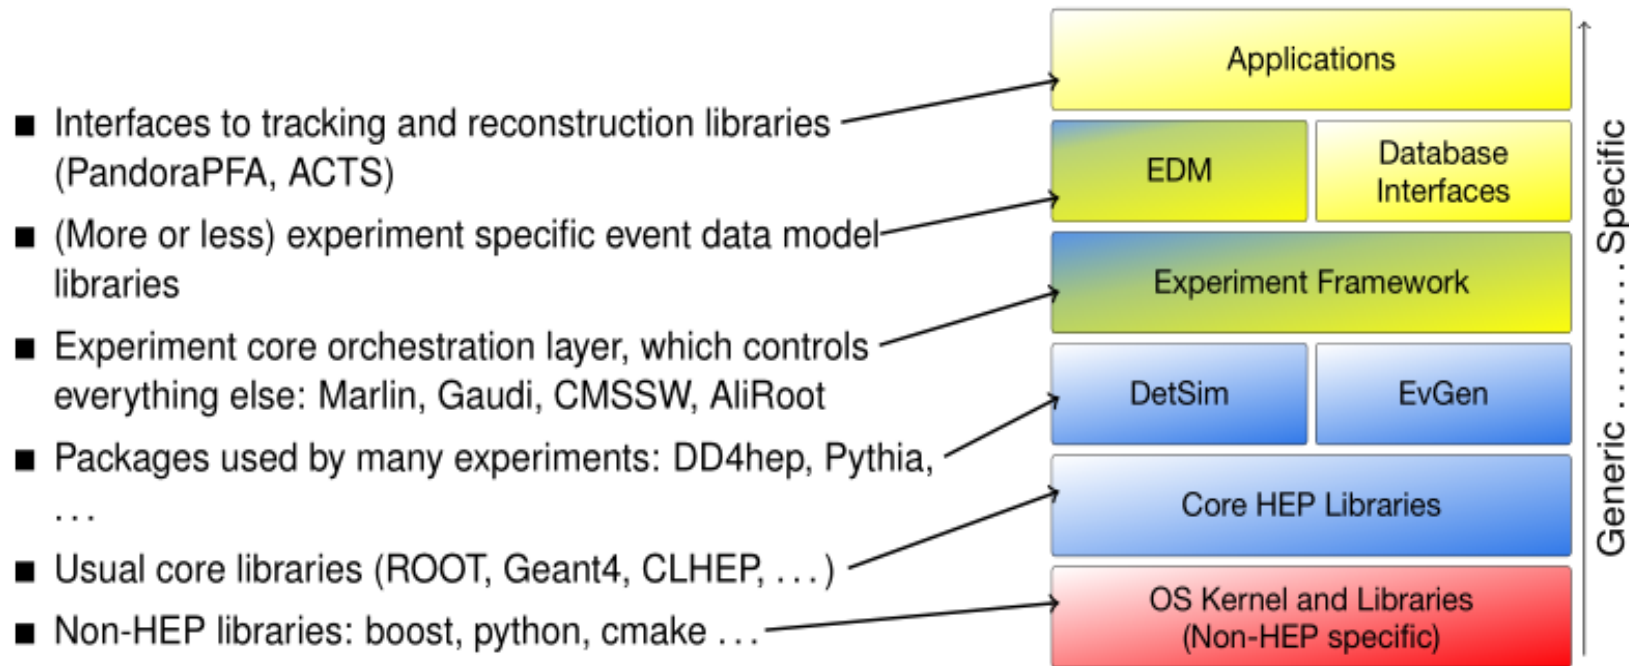 ■ Interfaces to tracking and reconstruction libraries
(PandoraPFA, ACTS)
■ (More or less) experiment specific event data model
libraries
■ Experiment core orchestration layer, which controls
everything else: Marlin, Gaudi, CMSSW, AliRoot
■ Packages used by many experiments: DD4hep, Pythia,
. . .
■ Usual core libraries (ROOT, Geant4, CLHEP, . . . )
■ Non-HEP libraries: boost, python, cmake . . .
Applications
EDM
Database
Interfaces
Experiment Framework
DetSim
EvGen
Core HEP Libraries
OS Kernel and Libraries
(Non-HEP specific)
Generic . . . . . . . . . Specific